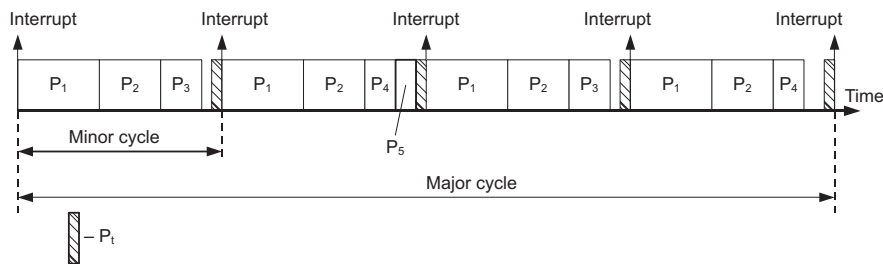 Interrupt Interrupt Interrupt Interrupt Interrupt
P1 P2 P3 P1 P2 P4 P1 P2 P3 P1 P2 P4
Time
Minor cycle
P5
Major cycle
– Pt